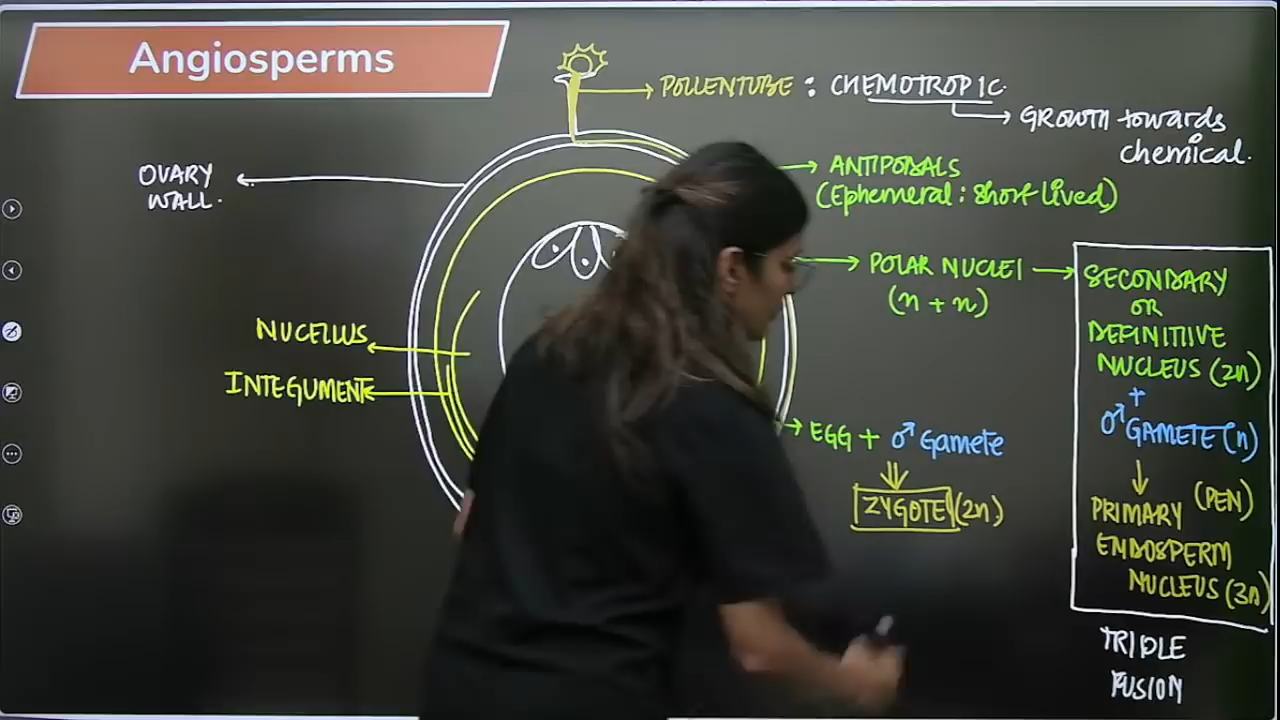 Angiosperms
POLLENTUBE : CHEMOTROPIC.
GROWTH towards
chemical.
OVARY
WALL.
ANTIPODALS
(Ephemeral : Short lived)
POLAR NUCLEI
(n + n)
SECONDARY
OR
DEFINITIVE
NUCLEUS (2n)
+
♂ GAMETE (n)
PRIMARY (PEN)
ENDOSPERM
NUCLEUS (3n)
NUCELLUS
INTEGUMENT
EGG + ♂ Gamete
ZYGOTE (2n)
TRIPLE
FUSION